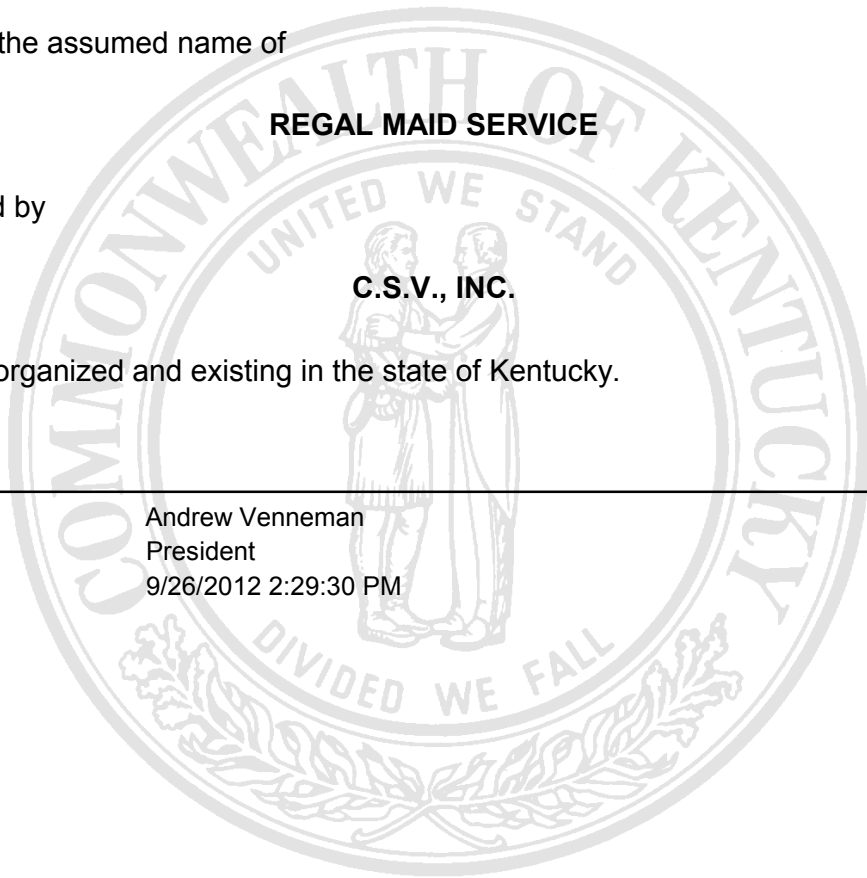 the assumed name of
REGAL MAID SERVICE
d by
C.S.V., INC.
organized and existing in the state of Kentucky.
Andrew Venneman
President
9/26/2012 2:29:30 PM
COMMONWEALTH OF KENTUCKY
UNITED WE STAND
DIVIDED WE FALL